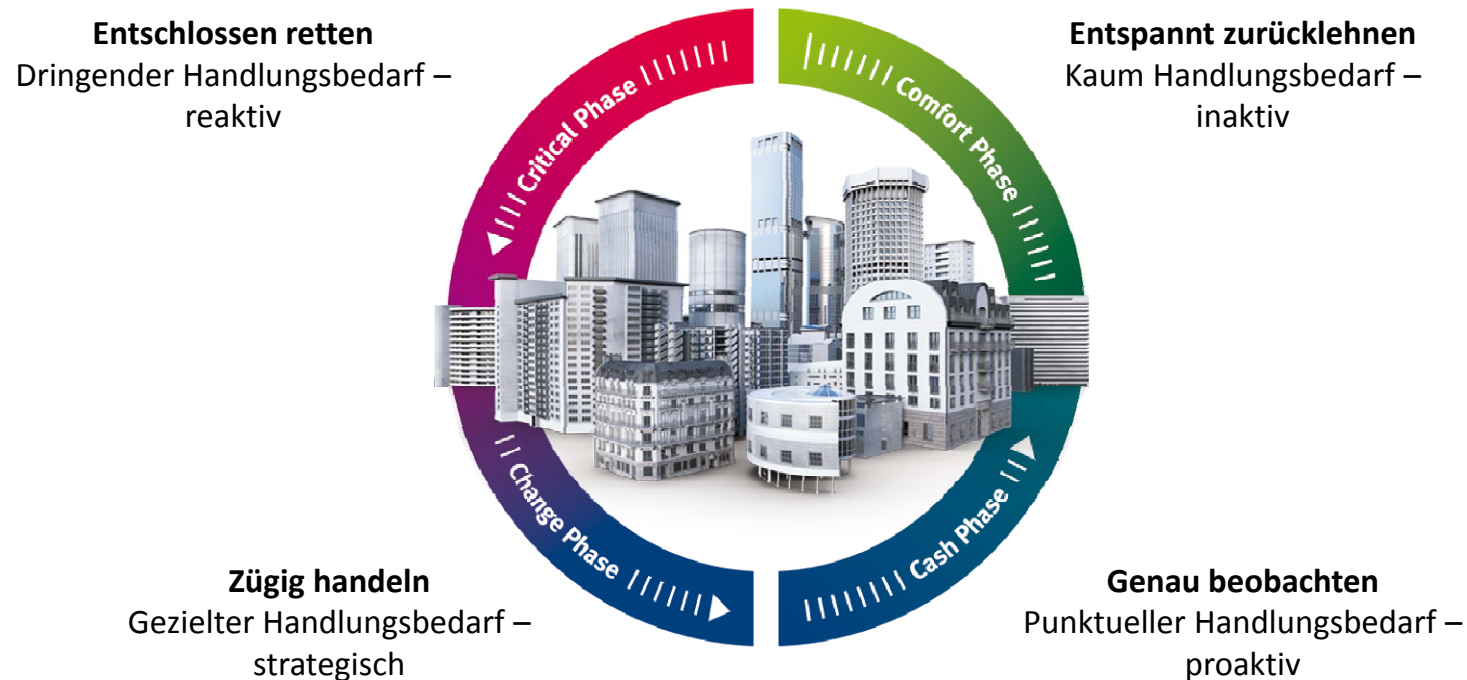 Entschlossen retten
Dringender Handlungsbedarf –
reaktiv
Entspannt zurücklehnen
Kaum Handlungsbedarf –
inaktiv
Critical Phase
Comfort Phase
Change Phase
Cash Phase
Zügig handeln
Gezielter Handlungsbedarf –
strategisch
Genau beobachten
Punktueller Handlungsbedarf –
proaktiv